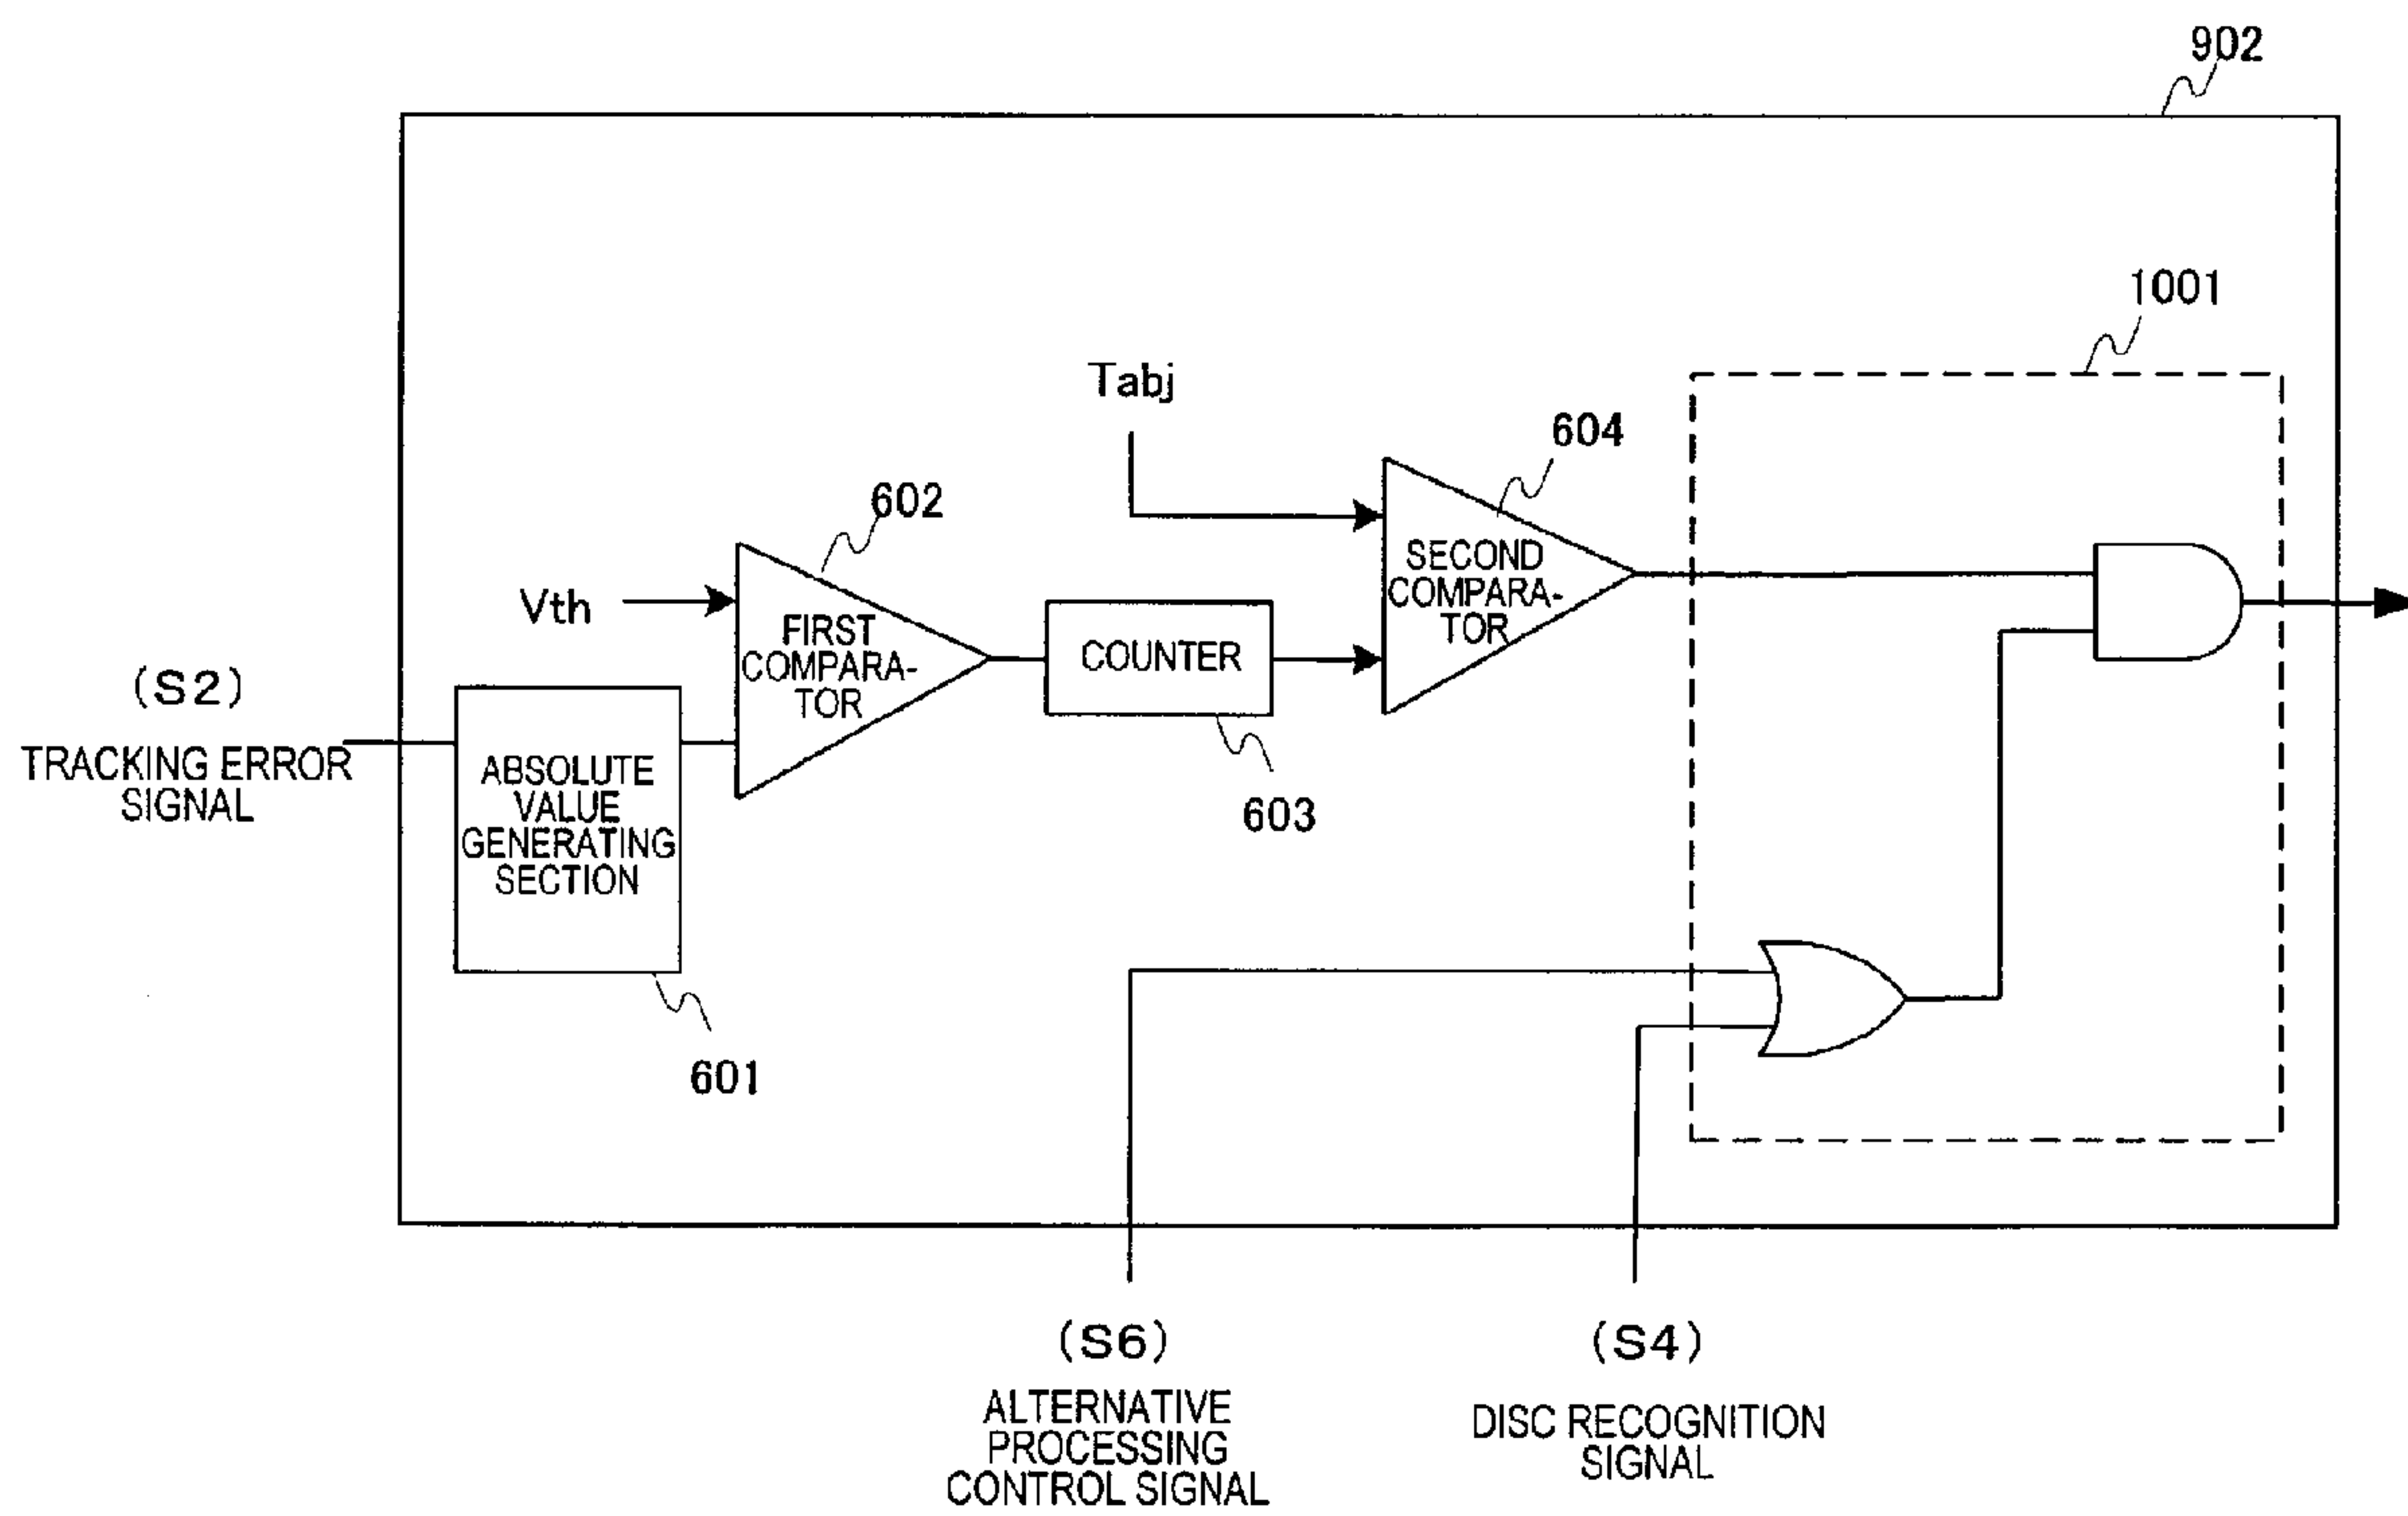 902
1001
Tabj
604
602
SECOND
COMPARA-
TOR
Vth
FIRST
COMPARA-
TOR
COUNTER
(S2)
TRACKING ERROR
SIGNAL
ABSOLUTE
VALUE
GENERATING
SECTION
603
601
(S6)
ALTERNATIVE
PROCESSING
CONTROL SIGNAL
(S4)
DISC RECOGNITION
SIGNAL